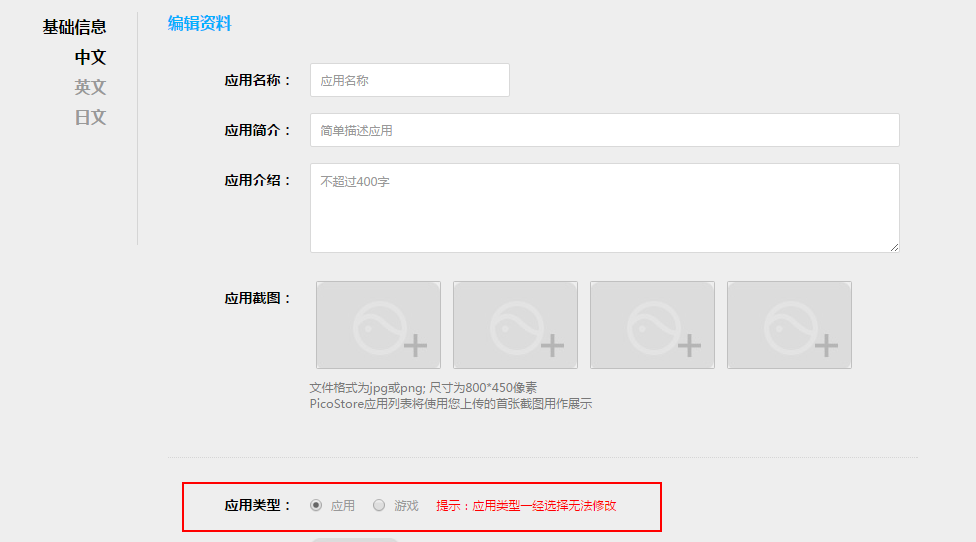 基础信息
中文
英文
日文
编辑资料
应用名称：
应用名称
应用简介：
简单描述应用
应用介绍：
不超过400字
应用截图：
文件格式为jpg或png; 尺寸为800*450像素
PicoStore应用列表将使用您上传的首张截图用作展示
应用类型： 应用 游戏 提示：应用类型一经选择无法修改